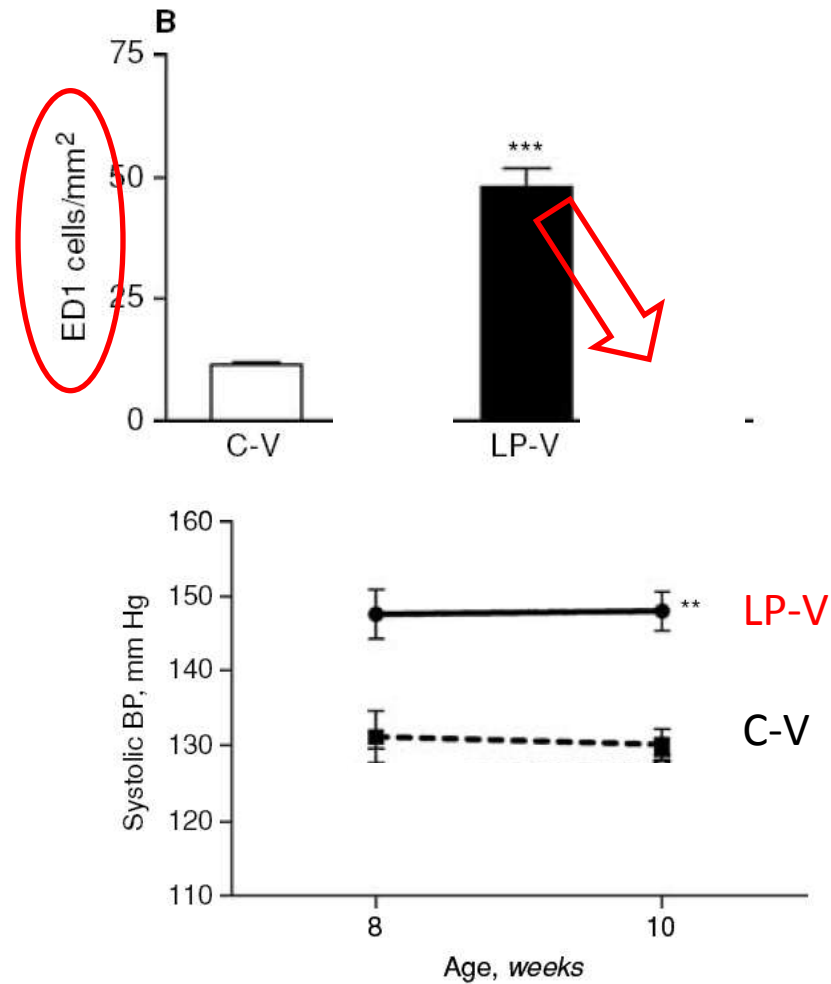 B
75
50
25
0
ED1 cells/mm²
***
C-V
LP-V
160
150
140
130
120
110
Systolic BP, mm Hg
**
LP-V
C-V
8
10
Age, weeks